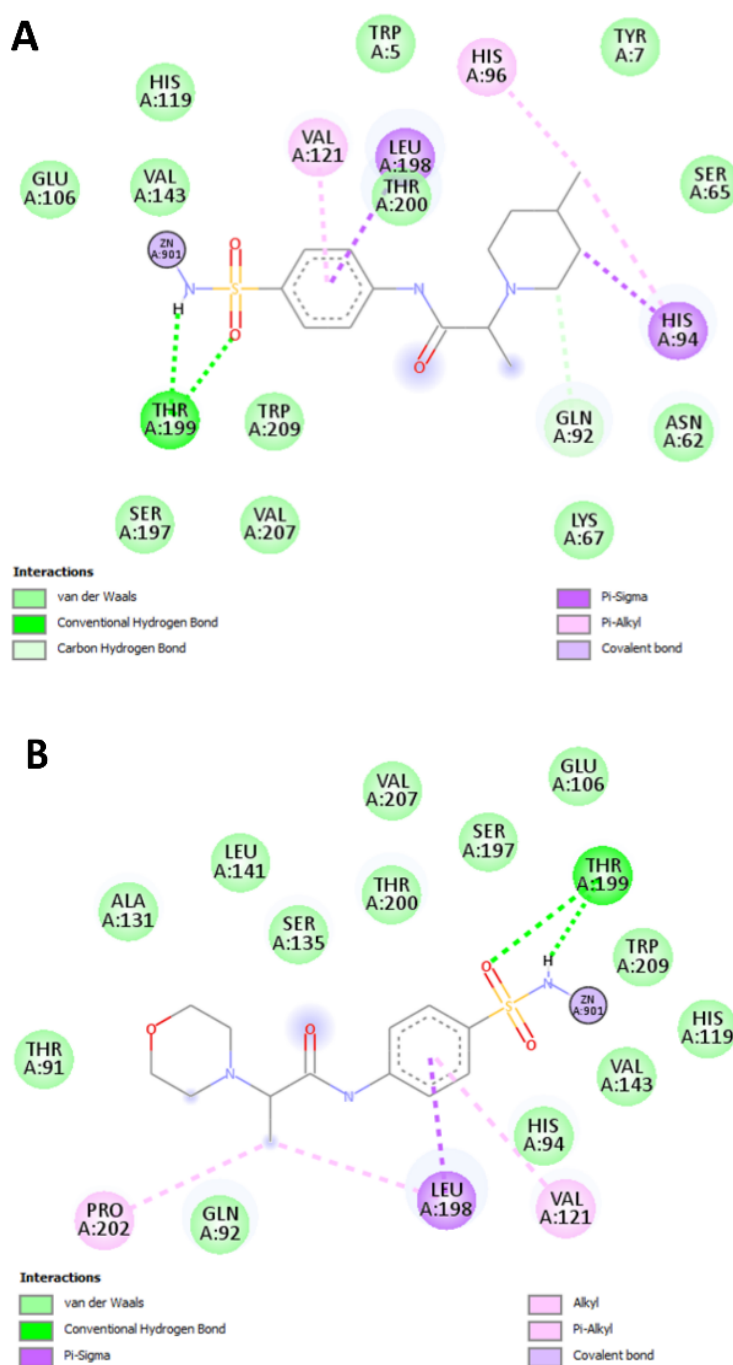 A
TRP
A:5
HIS
A:96
TYR
A:7
HIS
A:119
VAL
A:121
LEU
A:198
GLU
A:106
VAL
A:143
THR
A:200
SER
A:65
ZN
A:901
O
N
S
N
N
H
O
O
HIS
A:94
THR
A:199
TRP
A:209
GLN
A:92
ASN
A:62
SER
A:197
VAL
A:207
LYS
A:67
Interactions
van der Waals
Conventional Hydrogen Bond
Carbon Hydrogen Bond
Pi-Sigma
Pi-Alkyl
Covalent bond
B
VAL
A:207
GLU
A:106
LEU
A:141
SER
A:197
THR
A:199
ALA
A:131
THR
A:200
SER
A:135
TRP
A:209
H
O
N
O
O
S
ZN
A:901
HIS
A:119
THR
A:91
O
N
N
VAL
A:143
HIS
A:94
PRO
A:202
GLN
A:92
LEU
A:198
VAL
A:121
Interactions
van der Waals
Conventional Hydrogen Bond
Pi-Sigma
Alkyl
Pi-Alkyl
Covalent bond